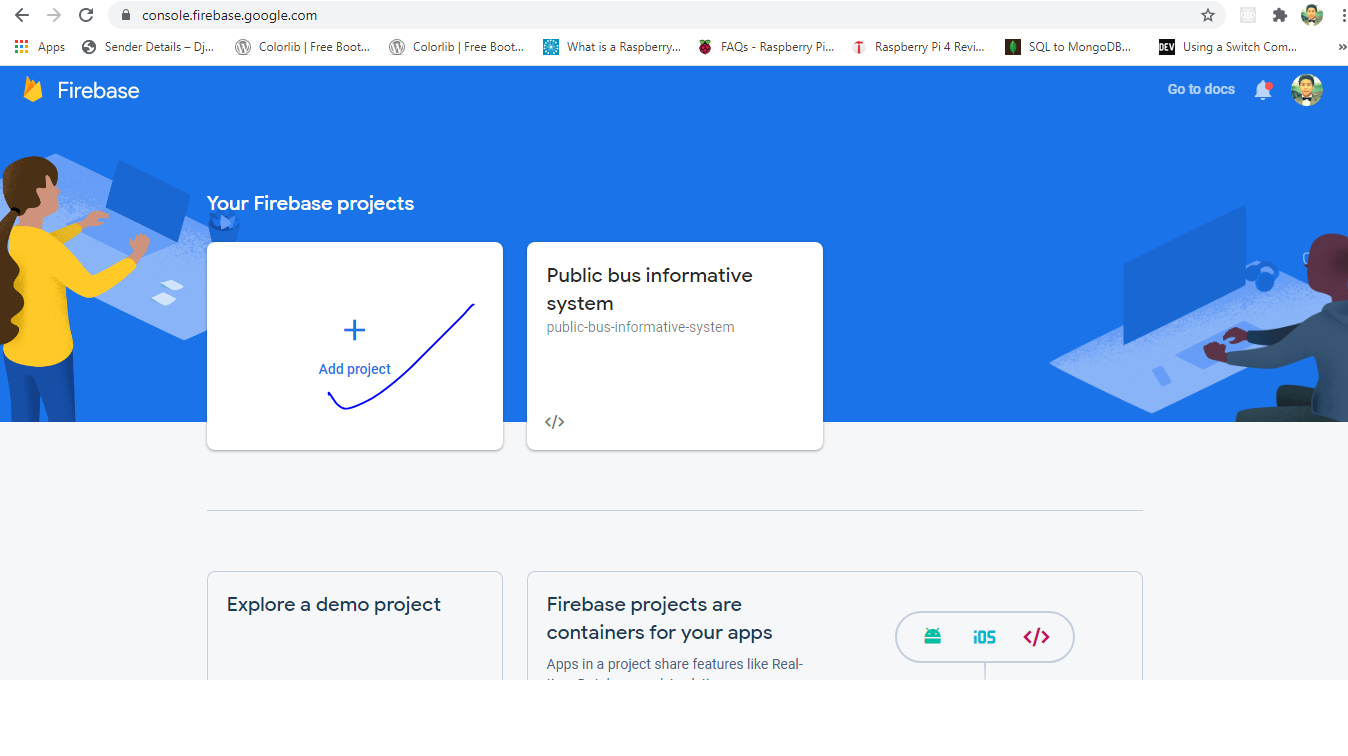 console.firebase.google.com
Apps
Sender Details – Dj...
Colorlib | Free Boot...
Colorlib | Free Boot...
What is a Raspberry...
FAQs - Raspberry Pi...
Raspberry Pi 4 Revi...
SQL to MongoDB...
DEV
Using a Switch Com...
»
Firebase
Go to docs
Your Firebase projects
+
Add project
Public bus informative
system
public-bus-informative-system
</>
Explore a demo project
Firebase projects are
containers for your apps
Apps in a project share features like Real-
iOS
</>